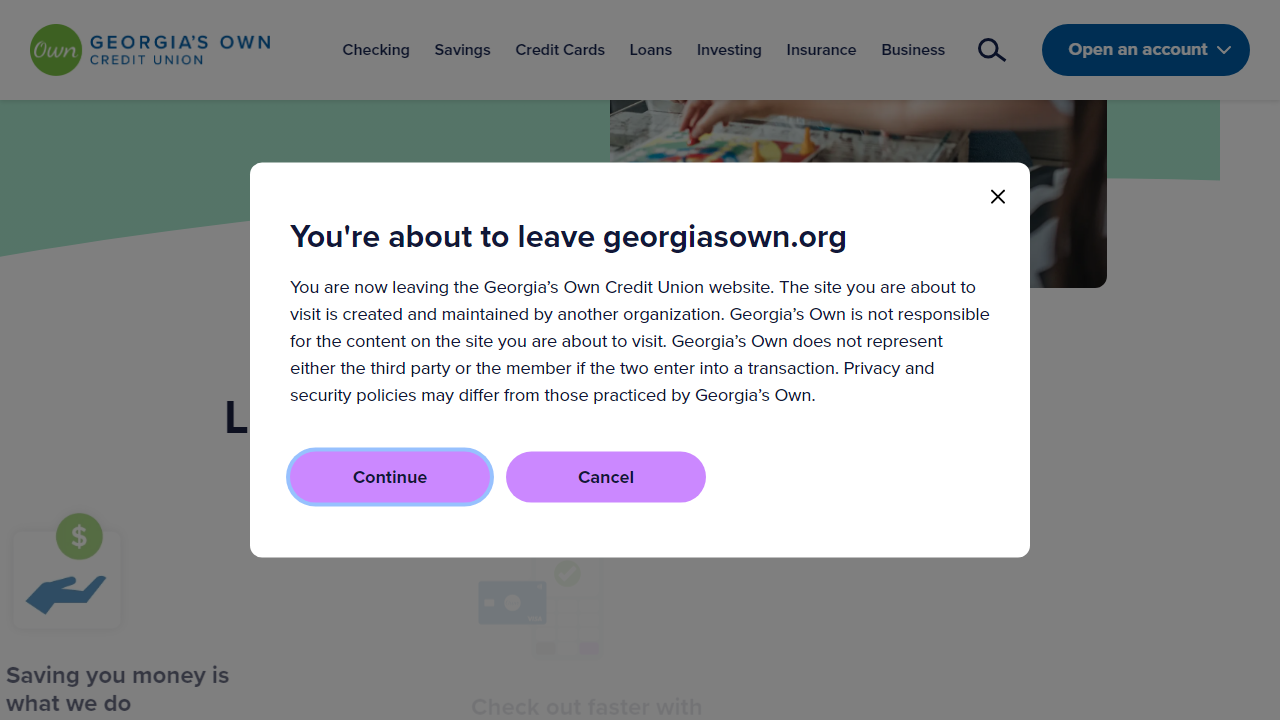 Own GEORGIA'S OWN
CREDIT UNION
Checking Savings Credit Cards Loans Investing Insurance Business
Open an account
You're about to leave georgiasown.org
You are now leaving the Georgia’s Own Credit Union website. The site you are about to
visit is created and maintained by another organization. Georgia’s Own is not responsible
for the content on the site you are about to visit. Georgia’s Own does not represent
either the third party or the member if the two enter into a transaction. Privacy and
security policies may differ from those practiced by Georgia’s Own.
L
Continue Cancel
$
Saving you money is
what we do
Check out faster with